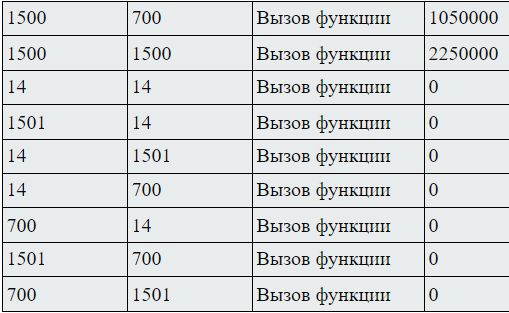 1500 700 Вызов функции 1050000
1500 1500 Вызов функции 2250000
14 14 Вызов функции 0
1501 14 Вызов функции 0
14 1501 Вызов функции 0
14 700 Вызов функции 0
700 14 Вызов функции 0
1501 700 Вызов функции 0
700 1501 Вызов функции 0